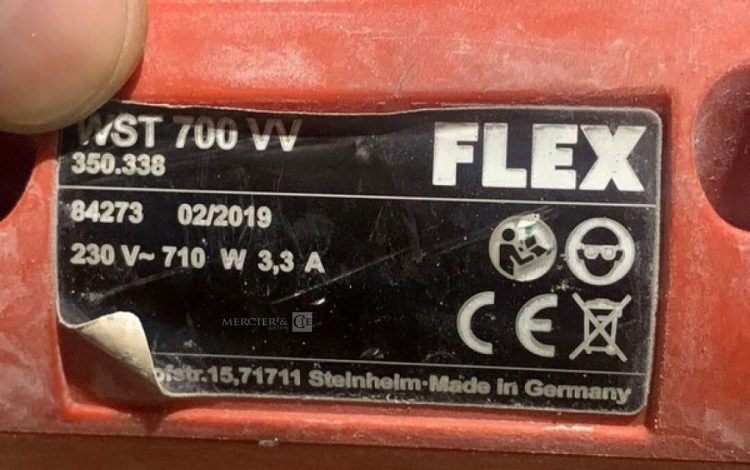 WST 700 VV
350.338
FLEX
84273 02/2019
230 V~ 710 W 3,3 A
CE
MERCIER & CIE
AUCTION
15,71711 Steinheim-Made in Germany